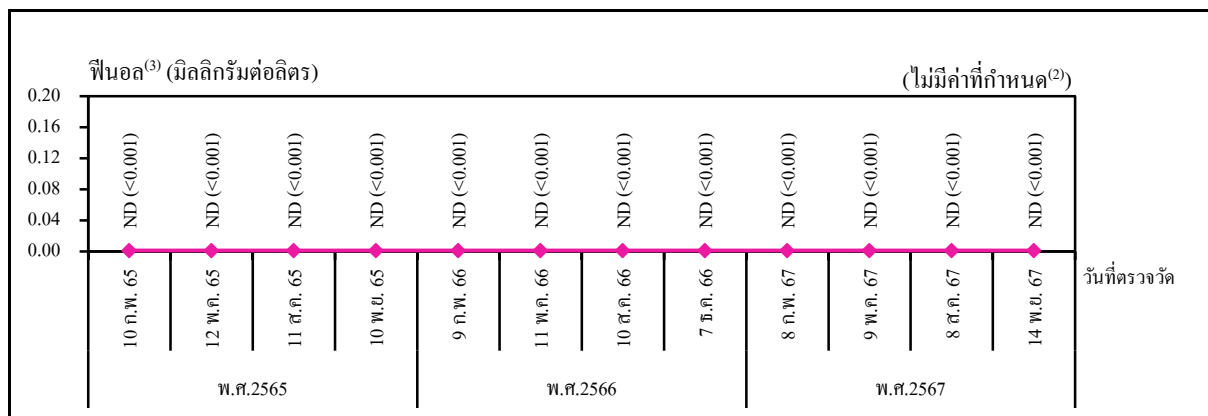 ฟีนอล(3) (มิลลิกรัมต่อลิตร)
(ไม่มีค่าที่กำหนด(2))
0.20
0.16
0.12
0.08
0.04
0.00
ND (<0.001)
ND (<0.001)
ND (<0.001)
ND (<0.001)
ND (<0.001)
ND (<0.001)
ND (<0.001)
ND (<0.001)
ND (<0.001)
ND (<0.001)
ND (<0.001)
ND (<0.001)
10 ก.พ. 65
12 พ.ค. 65
11 ส.ค. 65
10 พ.ย. 65
9 ก.พ. 66
11 พ.ค. 66
10 ส.ค. 66
7 ธ.ค. 66
8 ก.พ. 67
9 พ.ค. 67
8 ส.ค. 67
14 พ.ย. 67
วันที่ตรวจวัด
พ.ศ.2565
พ.ศ.2566
พ.ศ.2567